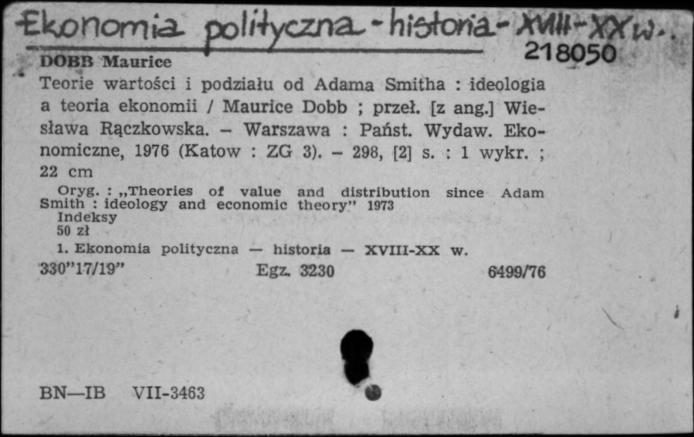 Ekonomia polityczna - historia - XVIII-XX w.
218050
DOBB Maurice
Teorie wartości i podziału od Adama Smitha : ideologia
a teoria ekonomii / Maurice Dobb ; przeł. [z ang.] Wie-
sława Rączkowska. – Warszawa : Państ. Wydaw. Eko-
nomiczne, 1976 (Katow : ZG 3). – 298, [2] s. : 1 wykr. ;
22 cm
Oryg. : „Theories of value and distribution since Adam
Smith : ideology and economic theory" 1973
Indeksy
50 zł
1. Ekonomia polityczna — historia — XVIII-XX w.
330"17/19" Egz. 3230 6499/76
BN—IB VII-3463